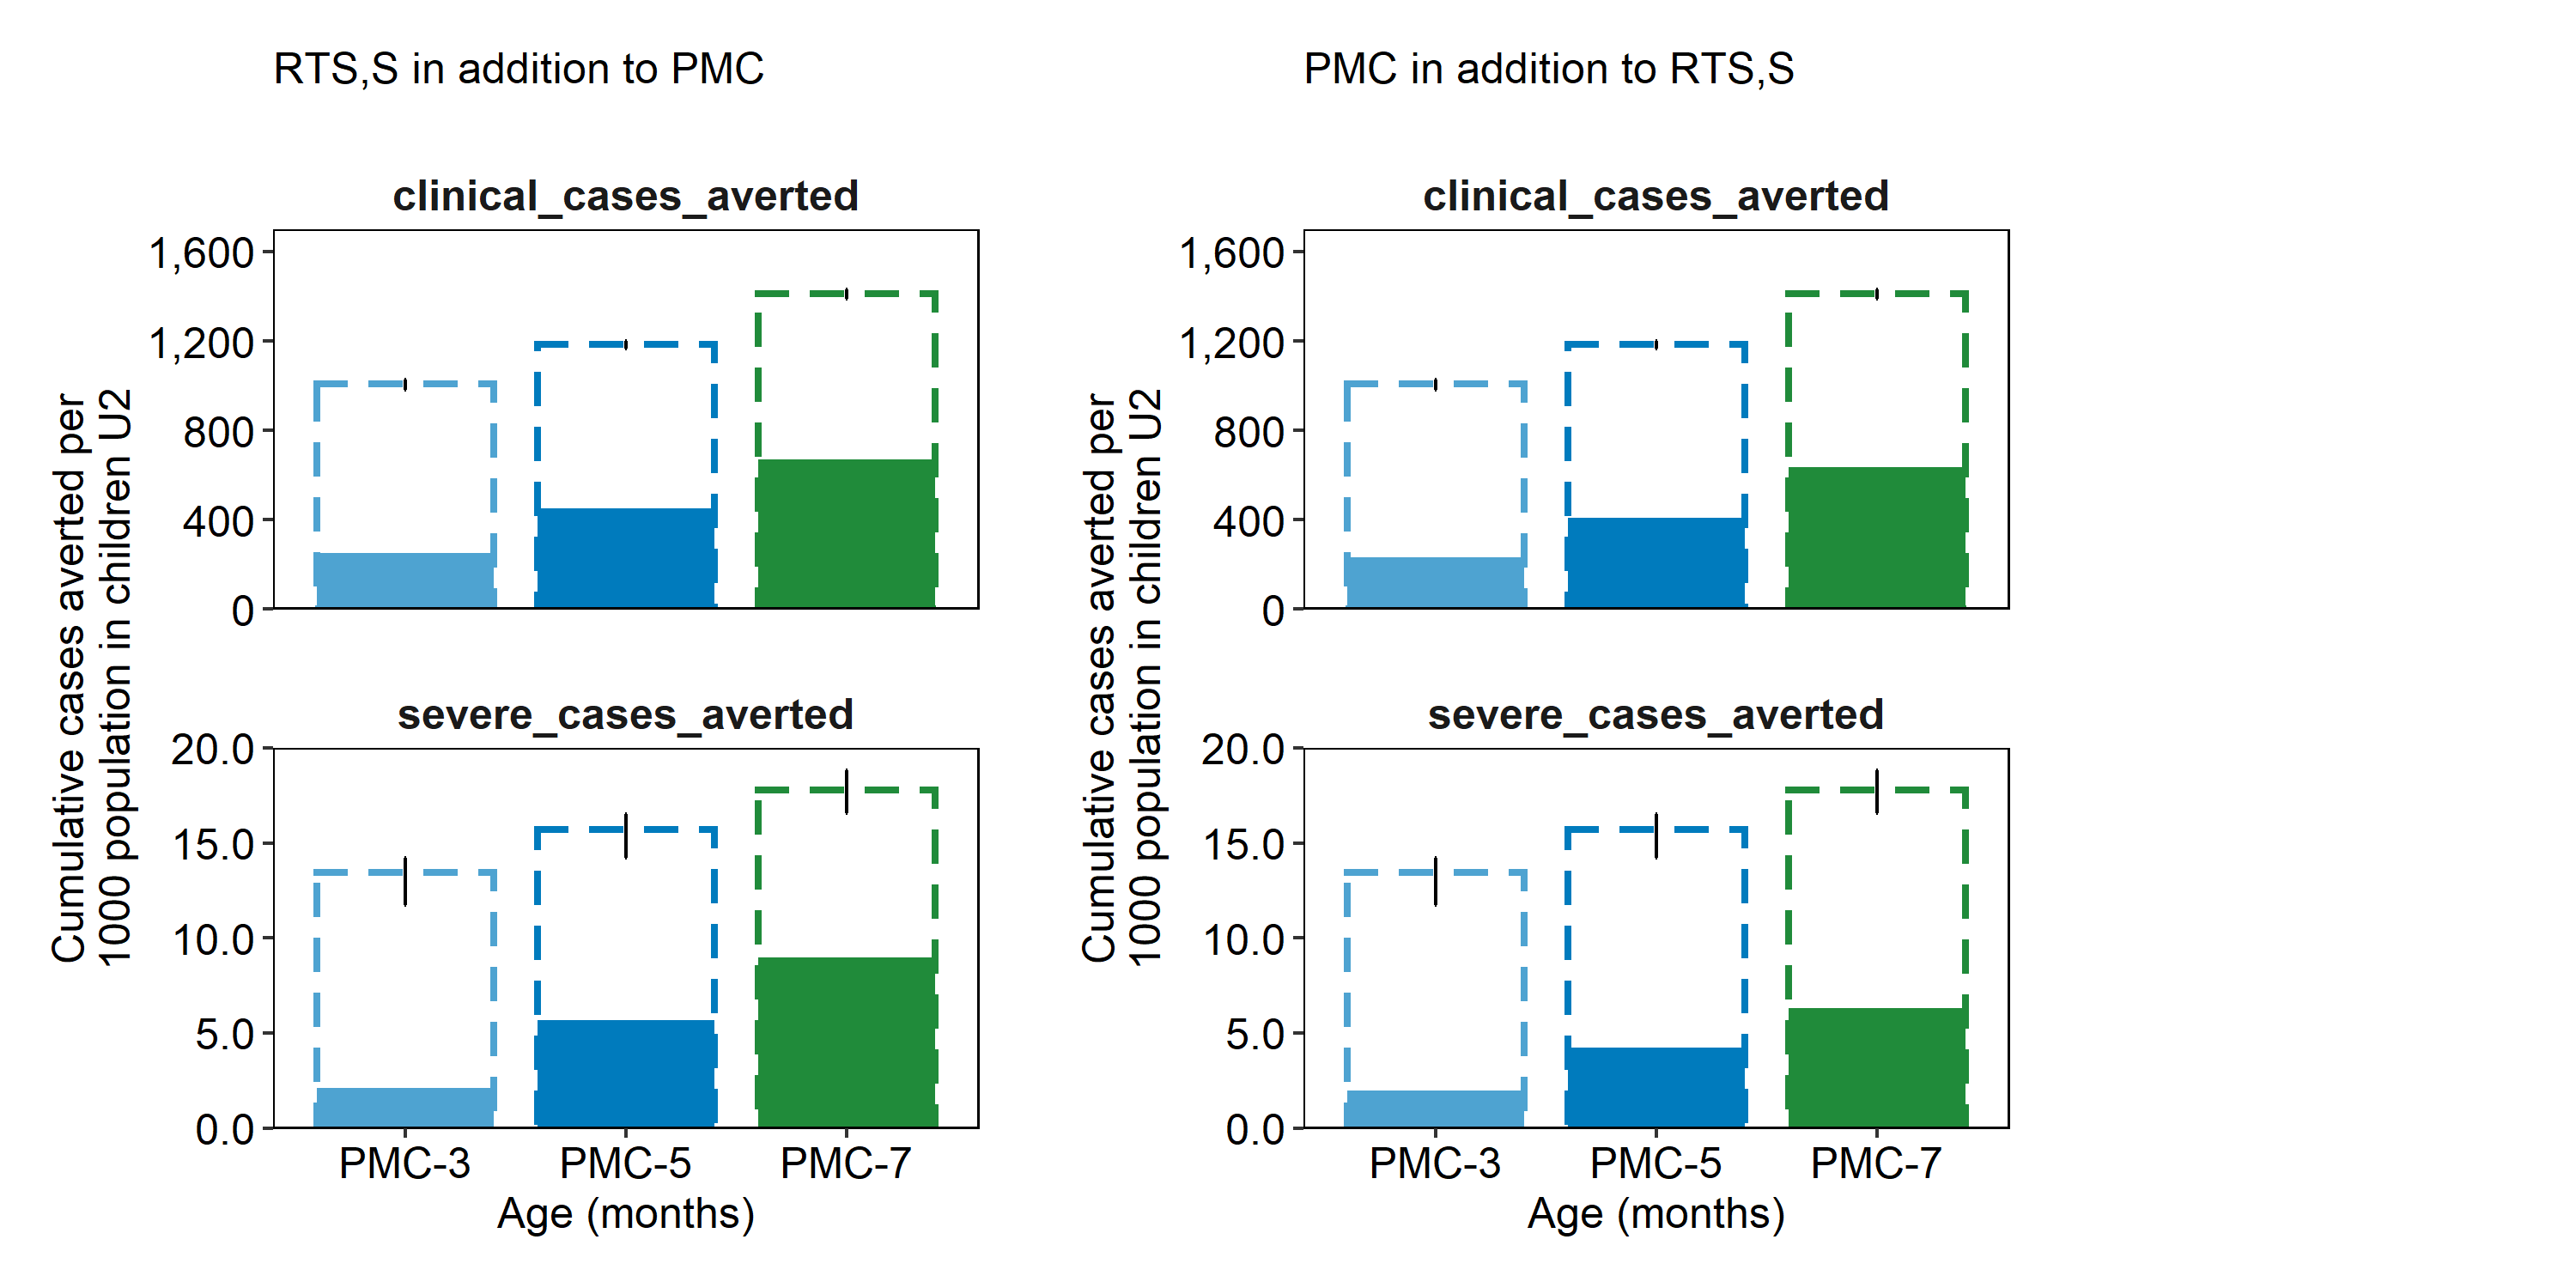 RTS,S in addition to PMC
clinical_cases_averted
Cumulative cases averted per
1000 population in children U2
1,600
1,200
800
400
0
severe_cases_averted
20.0
15.0
10.0
5.0
0.0
PMC-3 PMC-5 PMC-7
Age (months)
PMC in addition to RTS,S
clinical_cases_averted
Cumulative cases averted per
1000 population in children U2
1,600
1,200
800
400
0
severe_cases_averted
20.0
15.0
10.0
5.0
0.0
PMC-3 PMC-5 PMC-7
Age (months)